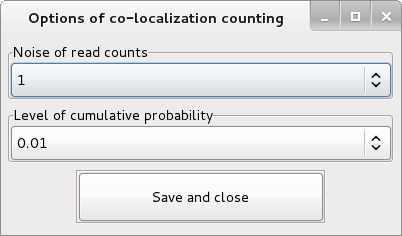 Options of co-localization counting
Noise of read counts
1
Level of cumulative probability
0.01
Save and close